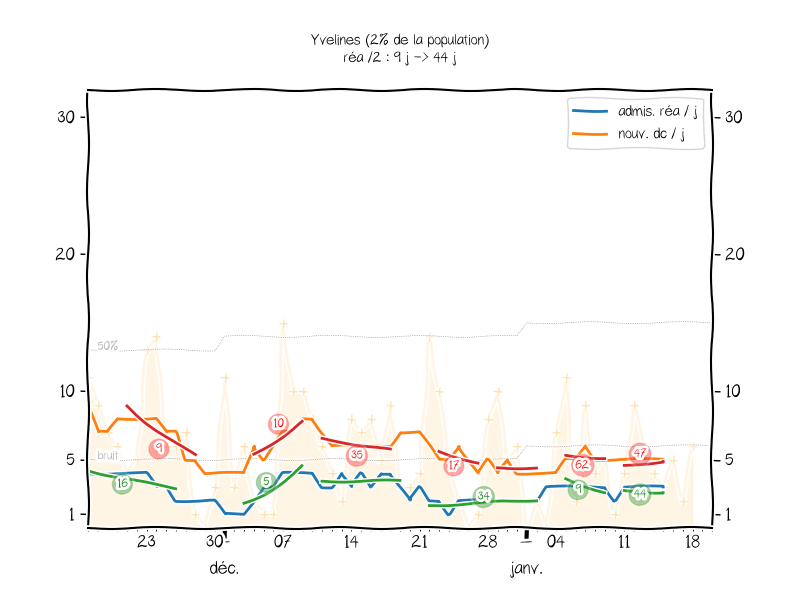 Yvelines (2% de la population)
réa /2 : 9 j -> 44 j
admis. réa / j
nouv. dc / j
30 30
20 20
10 10
5 5
1 1
50%
bruit
9 10 35 17 62 47
16 5 34 9 44
23 30 07 14 21 28 04 11 18
déc. janv.